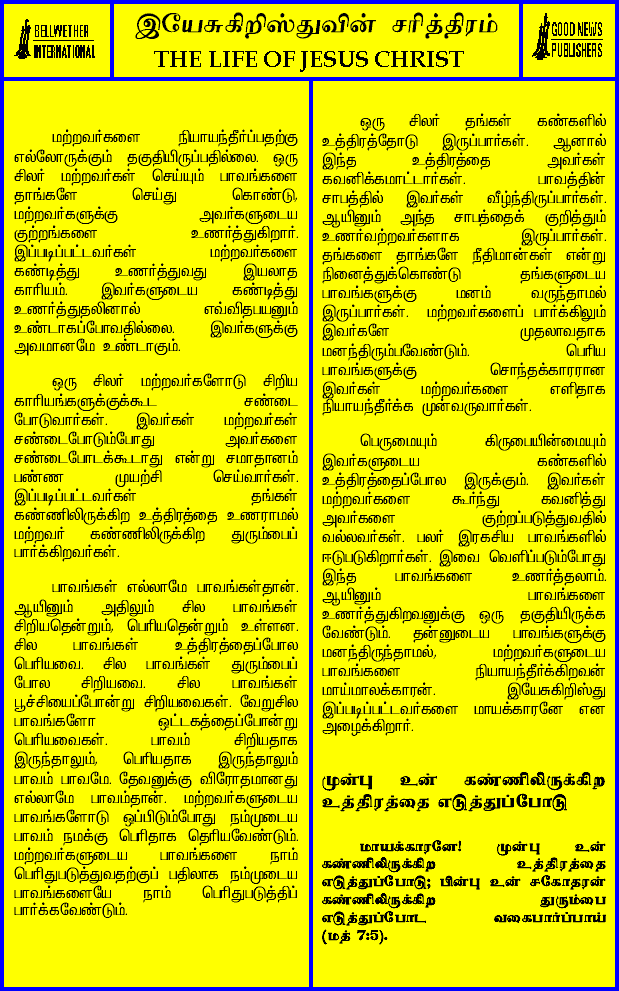 BELLWETHER
INTERNATIONAL
இயேசுகிறிஸ்துவின் சரித்திரம்
THE LIFE OF JESUS CHRIST
GOOD NEWS
PUBLISHERS
மற்றவர்களை நியாயந்தீர்ப்பதற்கு
எல்லோருக்கும் தகுதியிருப்பதில்லை. ஒரு
சிலர் மற்றவர்கள் செய்யும் பாவங்களை
தாங்களே செய்து கொண்டு,
மற்றவர்களுக்கு அவர்களுடைய
குற்றங்களை உணர்த்துகிறார்.
இப்படிப்பட்டவர்கள் மற்றவர்களை
கண்டித்து உணர்த்துவது இயலாத
காரியம். இவர்களுடைய கண்டித்து
உணர்த்துதலினால் எவ்விதபயனும்
உண்டாகப்போவதில்லை. இவர்களுக்கு
அவமானமே உண்டாகும்.
ஒரு சிலர் மற்றவர்களோடு சிறிய
காரியங்களுக்குக்கூட சண்டை
போடுவார்கள். இவர்கள் மற்றவர்கள்
சண்டைபோடும்போது அவர்களை
சண்டைபோடக்கூடாது என்று சமாதானம்
பண்ண முயற்சி செய்வார்கள்.
இப்படிப்பட்டவர்கள் தங்கள்
கண்ணிலிருக்கிற உத்திரத்தை உணராமல்
மற்றவர் கண்ணிலிருக்கிற துரும்பைப்
பார்க்கிறவர்கள்.
பாவங்கள் எல்லாமே பாவங்கள்தான்.
ஆயினும் அதிலும் சில பாவங்கள்
சிறியதென்றும், பெரியதென்றும் உள்ளன.
சில பாவங்கள் உத்திரத்தைப்போல
பெரியவை. சில பாவங்கள் துரும்பைப்
போல சிறியவை. சில பாவங்கள்
பூச்சியைப்போன்று சிறியவைகள். வேறுசில
பாவங்களோ ஒட்டகத்தைப்போன்று
பெரியவைகள். பாவம் சிறியதாக
இருந்தாலும், பெரியதாக இருந்தாலும்
பாவம் பாவமே. தேவனுக்கு விரோதமானது
எல்லாமே பாவம்தான். மற்றவர்களுடைய
பாவங்களோடு ஒப்பிடும்போது நம்முடைய
பாவம் நமக்கு பெரிதாக தெரியவேண்டும்.
மற்றவர்களுடைய பாவங்களை நாம்
பெரிதுபடுத்துவதற்குப் பதிலாக நம்முடைய
பாவங்களையே நாம் பெரிதுபடுத்திப்
பார்க்கவேண்டும்.
ஒரு சிலர் தங்கள் கண்களில்
உத்திரத்தோடு இருப்பார்கள். ஆனால்
இந்த உத்திரத்தை அவர்கள்
கவனிக்கமாட்டார்கள். பாவத்தின்
சாபத்தில் இவர்கள் வீழ்ந்திருப்பார்கள்.
ஆயினும் அந்த சாபத்தைக் குறித்தும்
உணர்வற்றவர்களாக இருப்பார்கள்.
தங்களை தாங்களே நீதிமான்கள் என்று
நினைத்துக்கொண்டு தங்களுடைய
பாவங்களுக்கு மனம் வருந்தாமல்
இருப்பார்கள். மற்றவர்களைப் பார்க்கிலும்
இவர்களே முதலாவதாக
மனந்திரும்பவேண்டும். பெரிய
பாவங்களுக்கு சொந்தக்காரரான
இவர்கள் மற்றவர்களை எளிதாக
நியாயந்தீர்க்க முன்வருவார்கள்.
பெருமையும் கிருபையின்மையும்
இவர்களுடைய கண்களில்
உத்திரத்தைப்போல இருக்கும். இவர்கள்
மற்றவர்களை கூர்ந்து கவனித்து
அவர்களை குற்றப்படுத்துவதில்
வல்லவர்கள். பலர் இரகசிய பாவங்களில்
ஈடுபடுகிறார்கள். இவை வெளிப்படும்போது
இந்த பாவங்களை உணர்த்தலாம்.
ஆயினும் பாவங்களை
உணர்த்துகிறவனுக்கு ஒரு தகுதியிருக்க
வேண்டும். தன்னுடைய பாவங்களுக்கு
மனந்திருந்தாமல், மற்றவர்களுடைய
பாவங்களை நியாயந்தீர்க்கிறவன்
மாய்மாலக்காரன். இயேசுகிறிஸ்து
இப்படிப்பட்டவர்களை மாயக்காரனே என
அழைக்கிறார்.
முன்பு உன் கண்ணிலிருக்கிற
உத்திரத்தை எடுத்துப்போடு
மாயக்காரனே! முன்பு உன்
கண்ணிலிருக்கிற உத்திரத்தை
எடுத்துப்போடு; பின்பு உன் சகோதரன்
கண்ணிலிருக்கிற துரும்பை
எடுத்துப்போட வகைபார்ப்பாய்
(மத் 7:5).